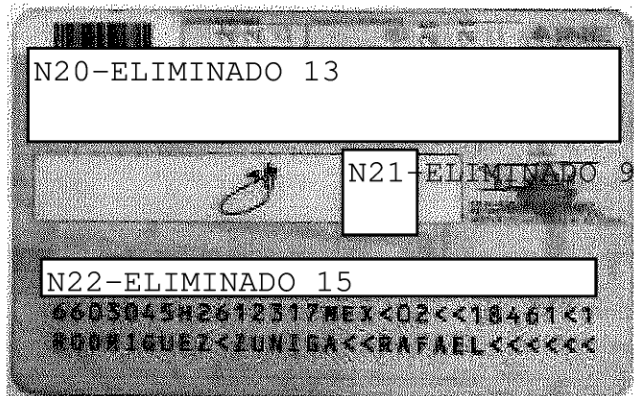 N20-ELIMINADO 13
N21-ELIMINADO 9
N22-ELIMINADO 15
6603045H2612317MEX<02<<18461<1
RODRIGUEZ<ZUNIGA<<RAFAEL<<<<<<